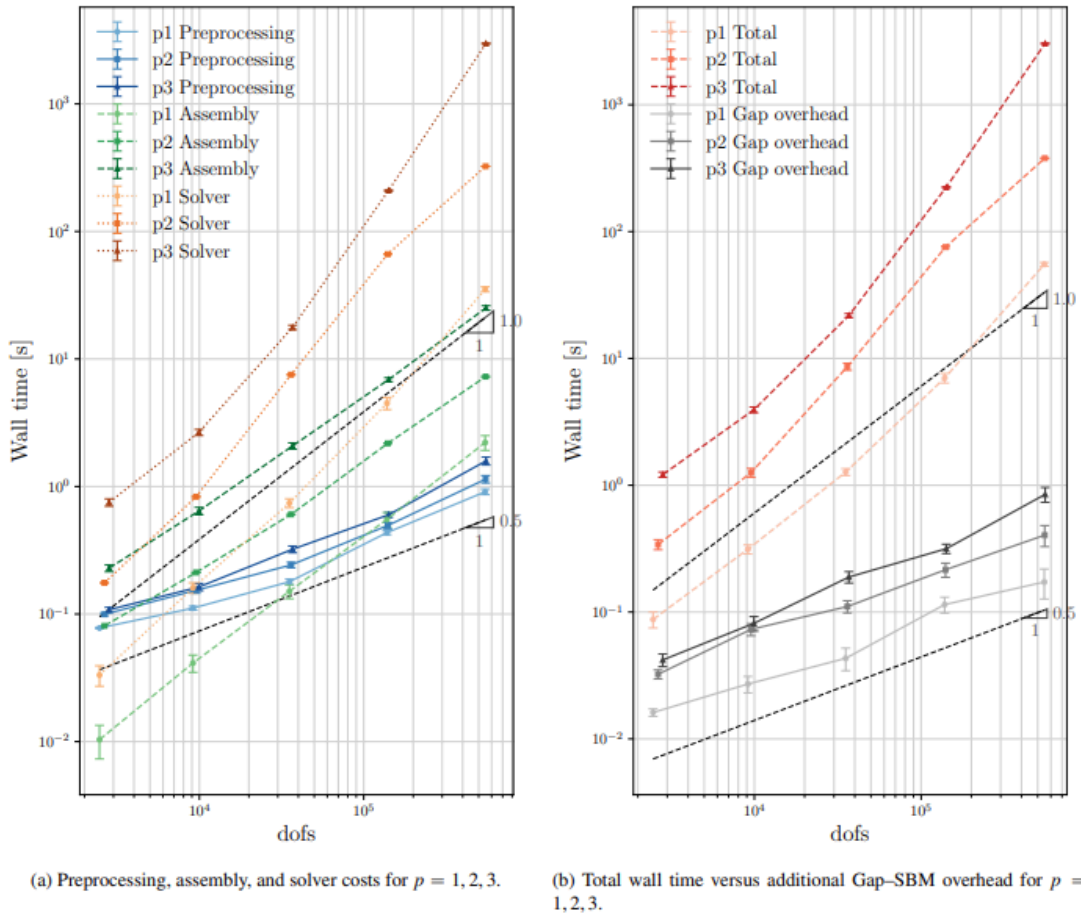 p1 Preprocessing
p2 Preprocessing
p3 Preprocessing
p1 Assembly
p2 Assembly
p3 Assembly
p1 Solver
p2 Solver
p3 Solver
10³
10²
10¹
10⁰
10⁻¹
10⁻²
Wall time [s]
1.0
1
0.5
1
10⁴
10⁵
dofs
(a) Preprocessing, assembly, and solver costs for p = 1, 2, 3.
p1 Total
p2 Total
p3 Total
p1 Gap overhead
p2 Gap overhead
p3 Gap overhead
10³
10²
10¹
10⁰
10⁻¹
10⁻²
Wall time [s]
1.0
1
0.5
1
10⁴
10⁵
dofs
(b) Total wall time versus additional Gap–SBM overhead for p =
1, 2, 3.